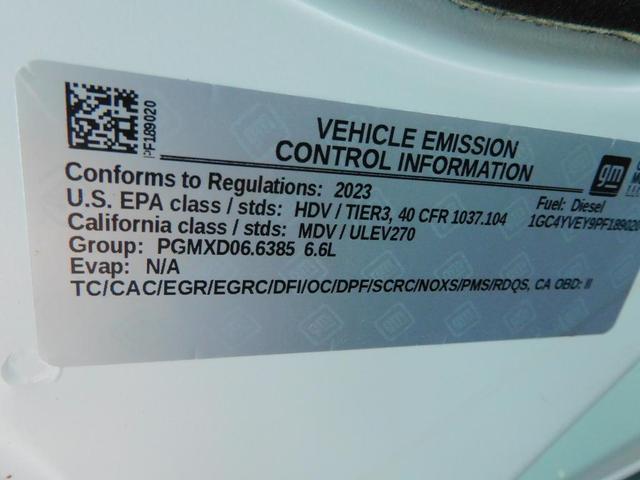 PF189020
VEHICLE EMISSION
CONTROL INFORMATION
gm
Conforms to Regulations: 2023
Fuel: Diesel
U.S. EPA class / stds: HDV / TIER3, 40 CFR 1037.104
1GC4YVEY9PF189020
California class / stds: MDV / ULEV270
Group: PGMXD06.6385 6.6L
Evap: N/A
TC/CAC/EGR/EGRC/DFI/OC/DPF/SCRC/NOXS/PMS/RDQS, CA OBD: II